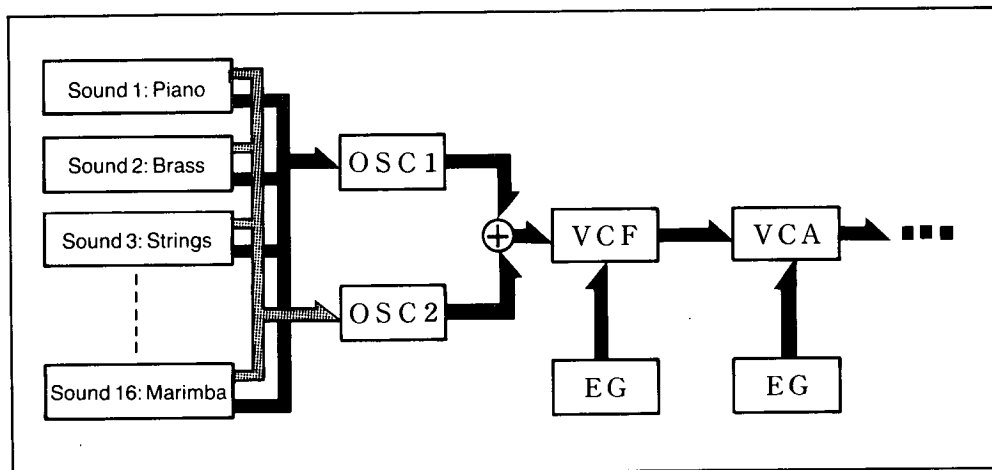 Sound 1: Piano
Sound 2: Brass
Sound 3: Strings
Sound 16: Marimba
OSC1
OSC2
VCF
VCA
EG
EG